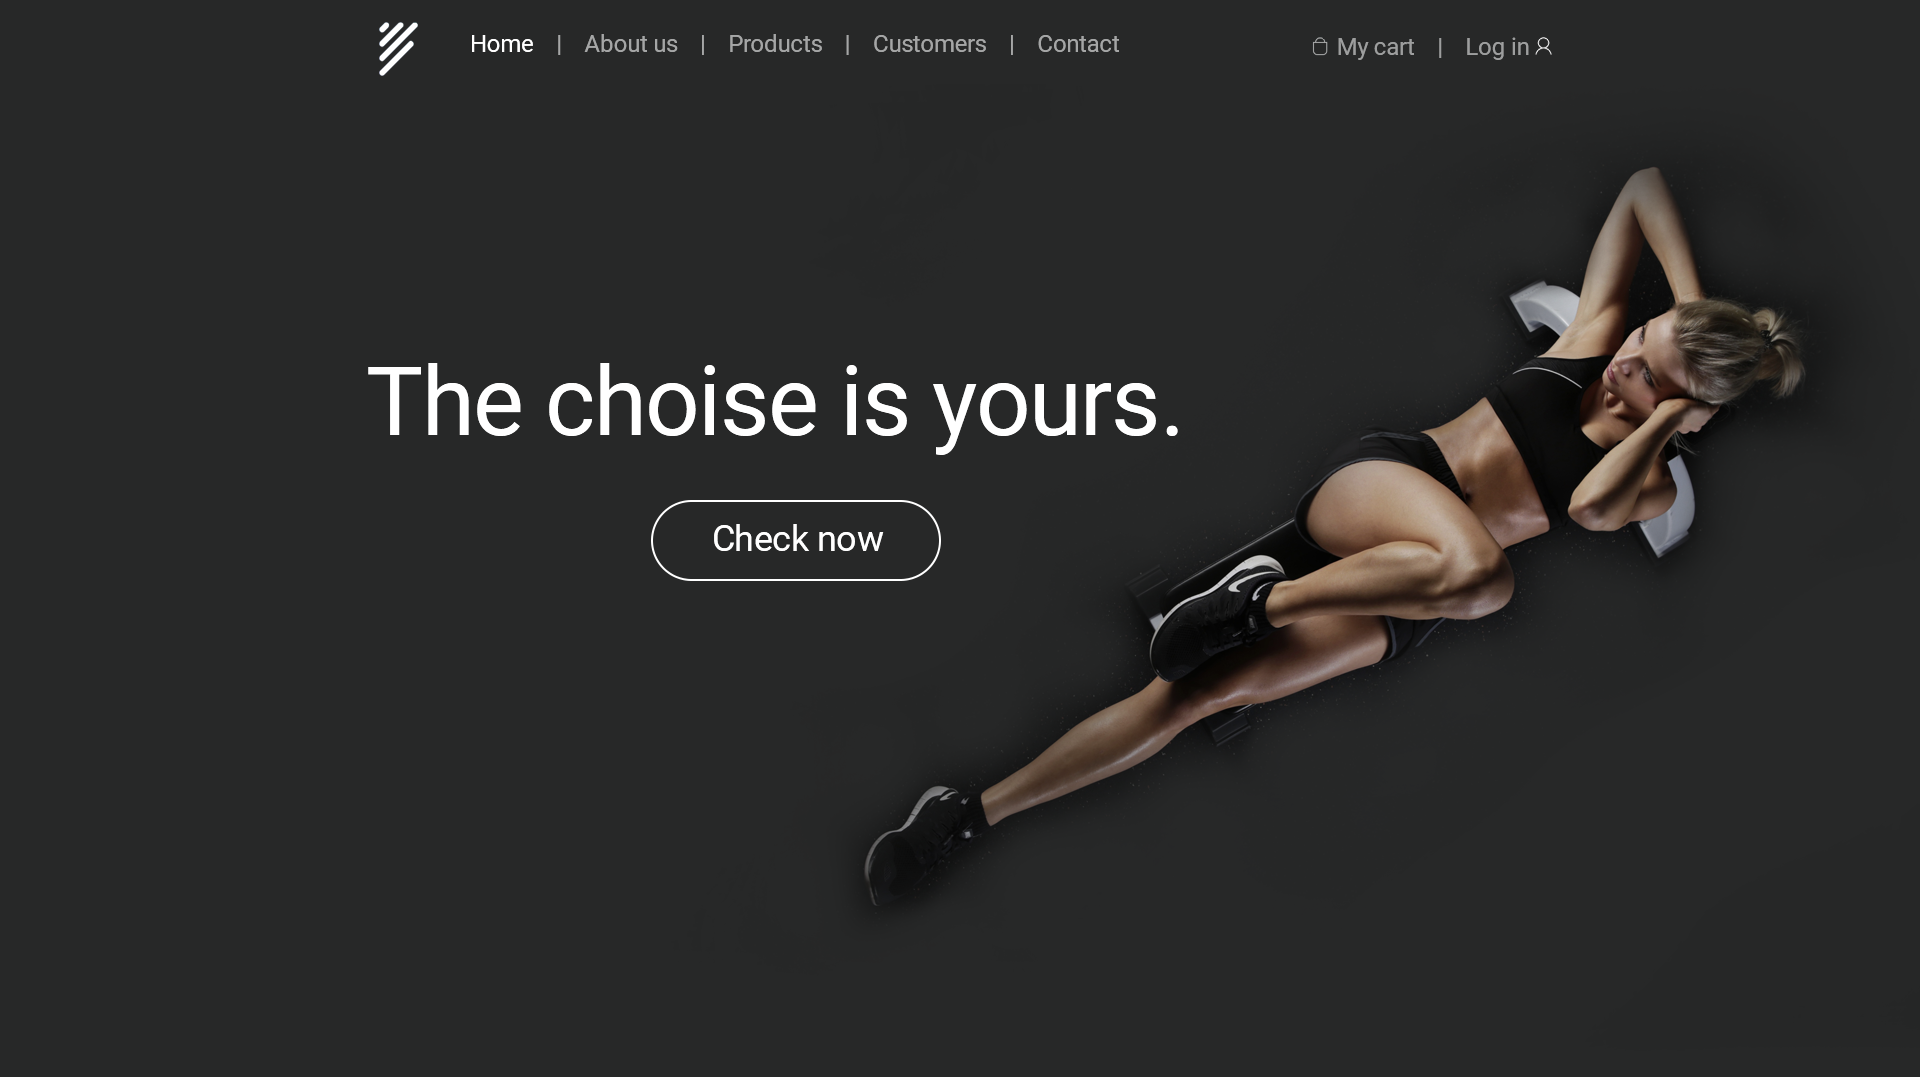 Home | About us | Products | Customers | Contact
My cart | Log in
The choise is yours.
Check now